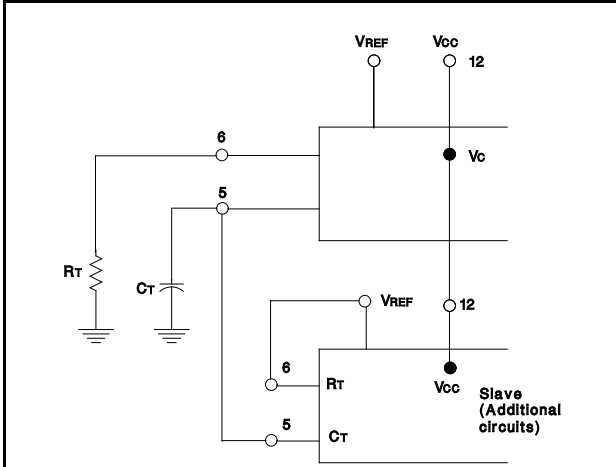 VREF
VCC
12
6
VC
5
RT
CT
VREF
12
6
RT
VCC
Slave
(Additional
circuits)
5
CT